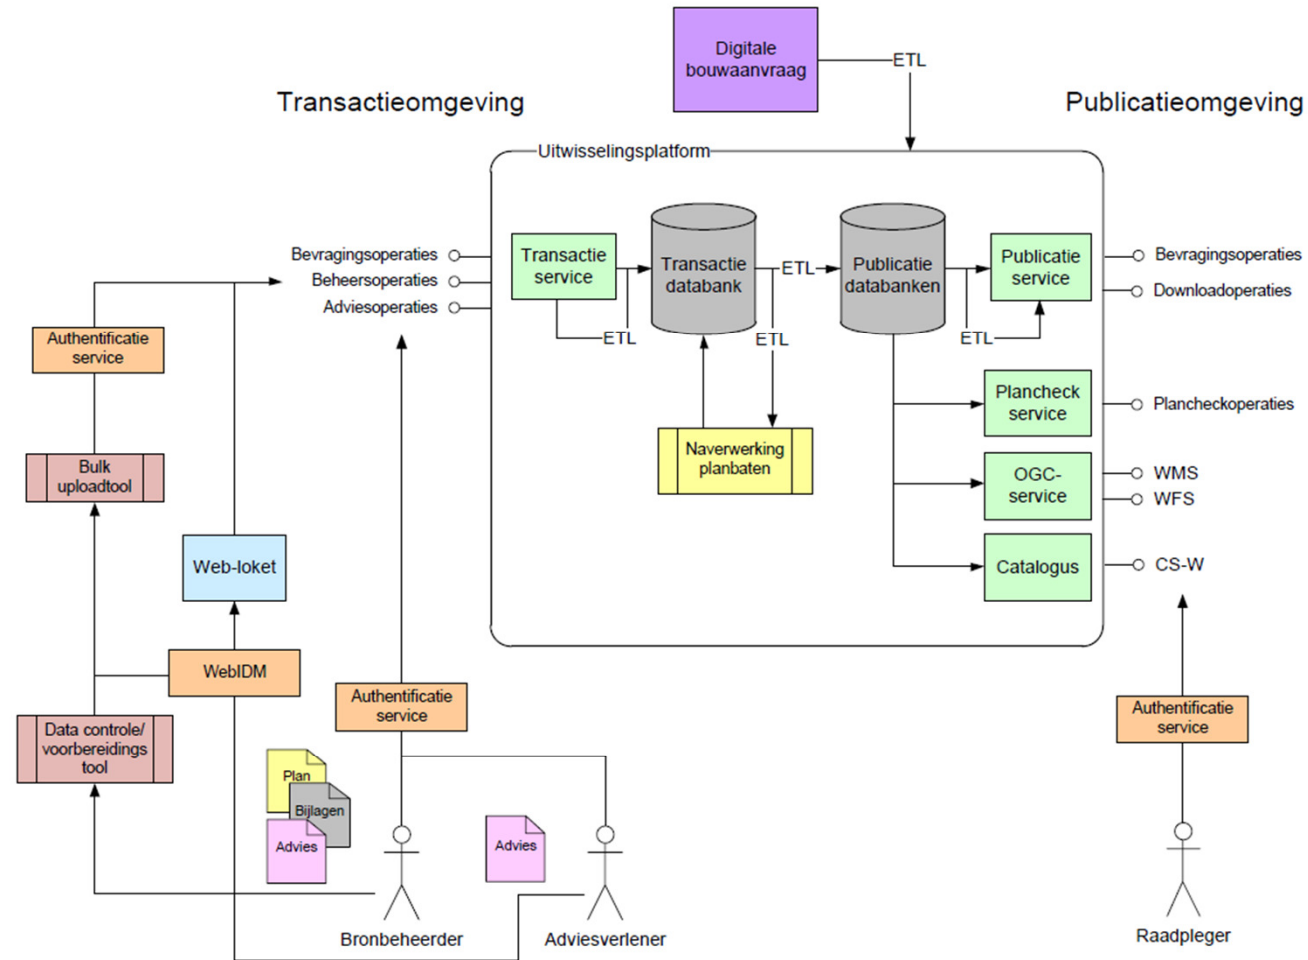 Digitale
bouwaanvraag
ETL
Transactieomgeving
Publicatieomgeving
Uitwisselingsplatform
Bevragingsoperaties
Beheersoperaties
Adviesoperaties
Transactie
service
ETL
Transactie
databank
ETL
ETL
Publicatie
databanken
ETL
Publicatie
service
Bevragingsoperaties
Downloadoperaties
Authentificatie
service
Plancheck
service
Plancheckoperaties
Naverwerking
planbaten
Bulk
uploadtool
OGC-
service
WMS
WFS
Web-loket
Catalogus
CS-W
WebIDM
Authentificatie
service
Authentificatie
service
Data controle/
voorbereidings
tool
Plan
Bijlagen
Advies
Advies
Bronbeheerder
Adviesverlener
Raadpleger